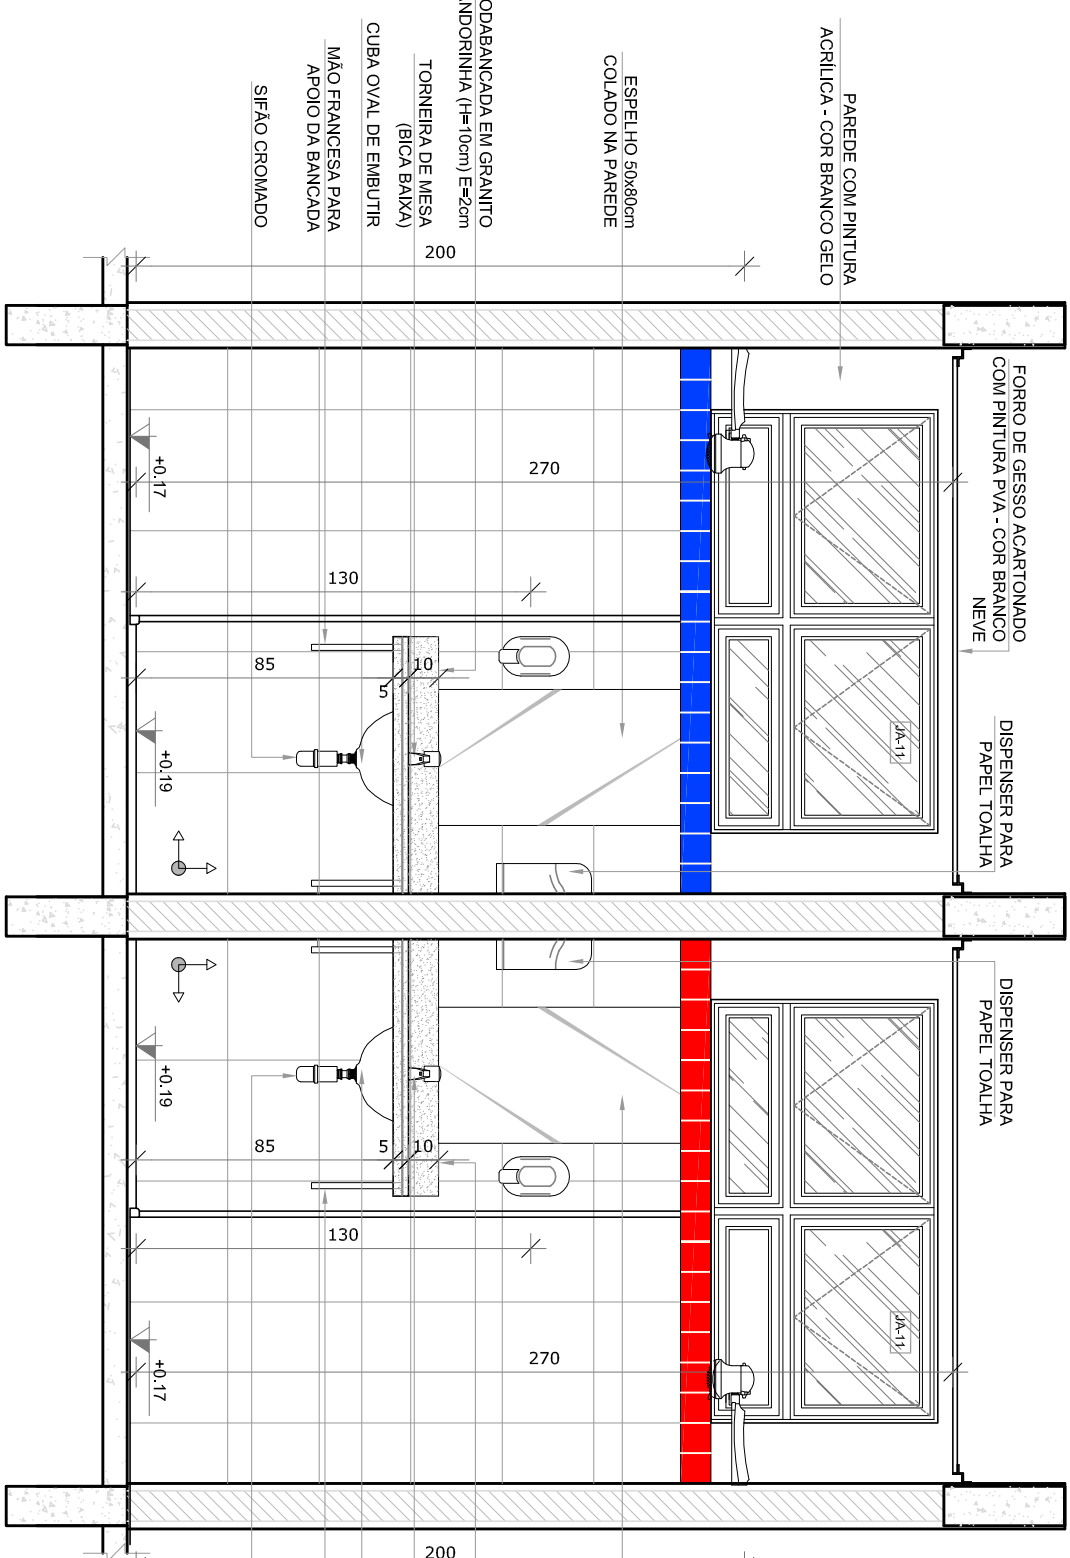 PAREDE COM PINTURA
ACRÍLICA - COR BRANCO GELO
FORRO DE GESSO ACARTONADO
COM PINTURA PVA - COR BRANCO
NEVE
DISPENSER PARA
PAPEL TOALHA
DISPENSER PARA
PAPEL TOALHA
JA-11
JA-11
ESPELHO 50x80cm
COLADO NA PAREDE
ODABANCADA EM GRANITO
NDORINHA (H=10cm) E=2cm
TORNEIRA DE MESA
(BICA BAIXA)
CUBA OVAL DE EMBUTIR
MÃO FRANCESA PARA
APOIO DA BANCADA
SIFÃO CROMADO
200
270
130
10
5
85
+0.17
+0.19
10
5
85
130
270
+0.19
+0.17
200